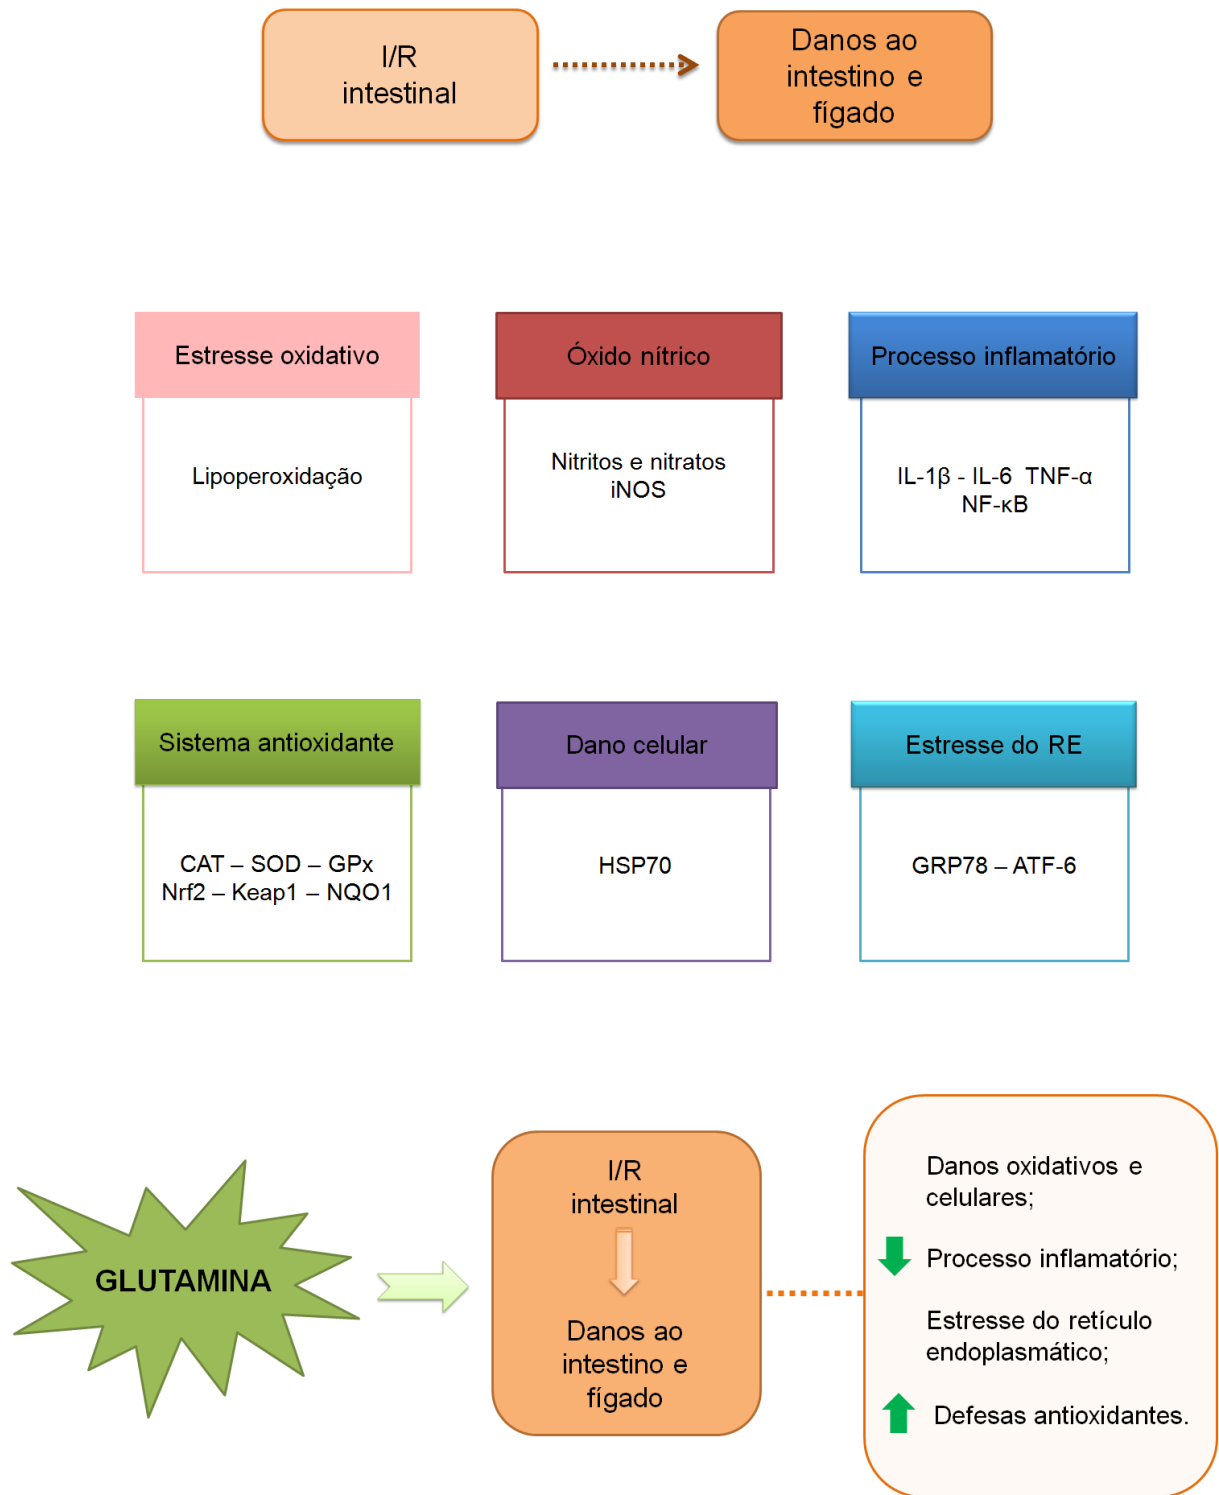 I/R
intestinal
Danos ao
intestino e
fígado
Estresse oxidativo
Lipoperoxidação
Óxido nítrico
Nitritos e nitratos
iNOS
Processo inflamatório
IL-1β - IL-6 TNF-α
NF-κB
Sistema antioxidante
CAT – SOD – GPx
Nrf2 – Keap1 – NQO1
Dano celular
HSP70
Estresse do RE
GRP78 – ATF-6
GLUTAMINA
I/R
intestinal
Danos ao
intestino e
fígado
Danos oxidativos e
celulares;
Processo inflamatório;
Estresse do retículo
endoplasmático;
Defesas antioxidantes.